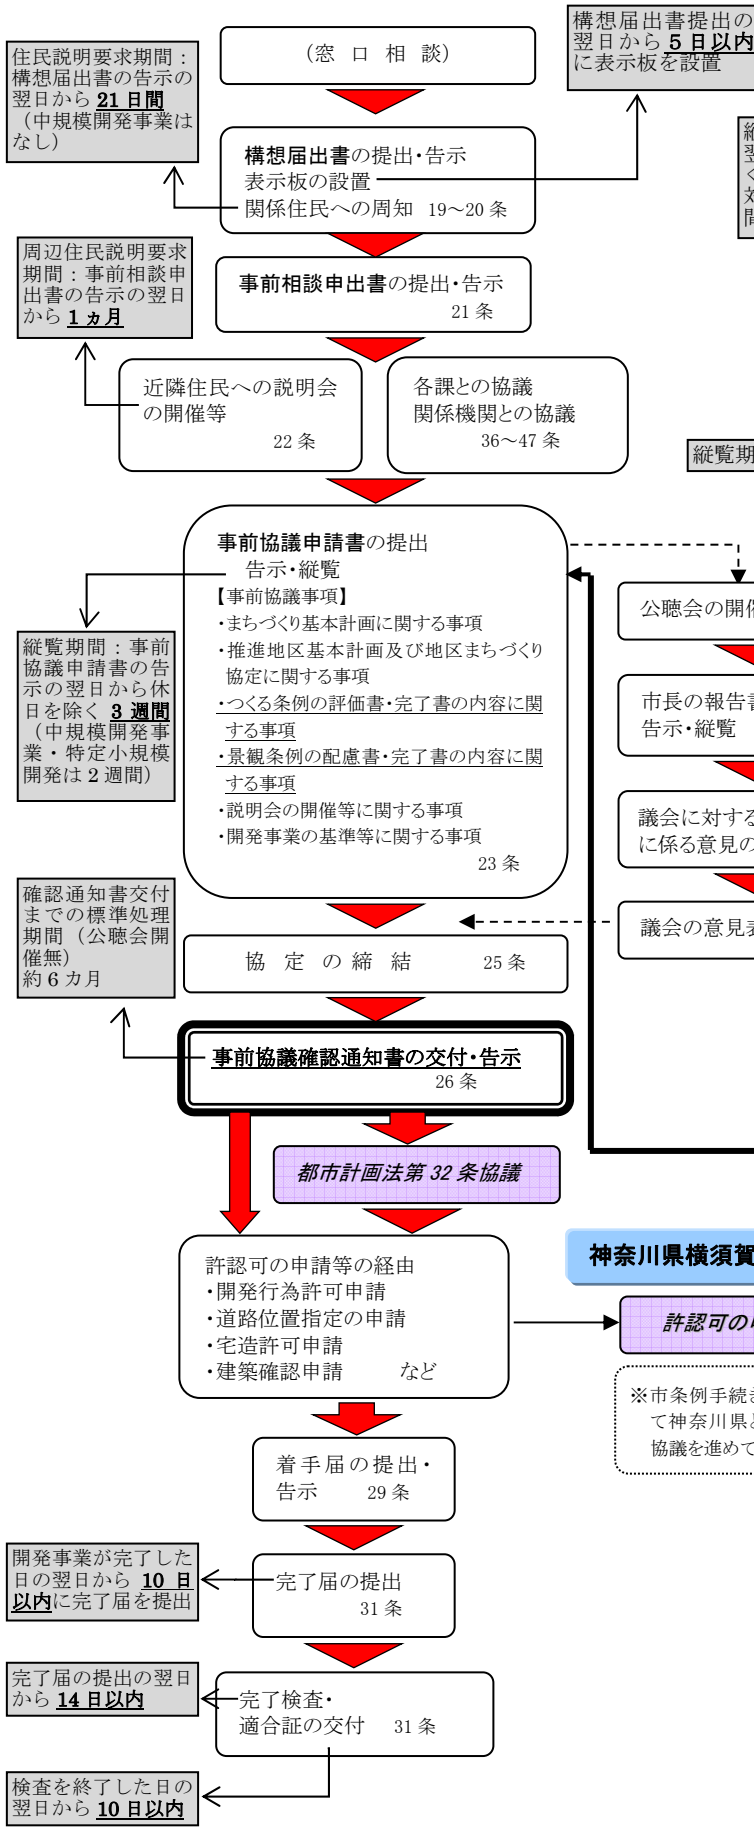 (窓 口 相 談)
構想届出書提出の
翌日から 5 日以内
に表示板を設置
住民説明要求期間：
構想届出書の告示の
翌日から 21 日間
（中規模開発事業は
なし）
構想届出書の提出・告示
表示板の設置
関係住民への周知 19～20 条
間
周辺住民説明要求
期間：事前相談申
出書の告示の翌日
から 1 ヵ月
事前相談申出書の提出・告示
21 条
近隣住民への説明会
の開催等
22 条
各課との協議
関係機関との協議
36～47 条
縦覧期
事前協議申請書の提出
告示・縦覧
【事前協議事項】
・まちづくり基本計画に関する事項
・推進地区基本計画及び地区まちづくり
協定に関する事項
・つくる条例の評価書・完了書の内容に関
する事項
・景観条例の配慮書・完了書の内容に関
する事項
・説明会の開催等に関する事項
・開発事業の基準等に関する事項
23 条
縦覧期間：事前
協議申請書の告
示の翌日から休
日を除く 3 週間
（中規模開発事
業・特定小規模
開発は 2 週間）
公聴会の開催
市長の報告書
告示・縦覧
議会に対する
に係る意見の
議会の意見表
確認通知書交付
までの標準処理
期間（公聴会開
催無）
約 6 カ月
協 定 の 締 結 25 条
事前協議確認通知書の交付・告示
26 条
都市計画法第 32 条協議
許認可の申請等の経由
・開発行為許可申請
・道路位置指定の申請
・宅造許可申請
・建築確認申請 など
神奈川県横須賀
許認可の申
※市条例手続き
て神奈川県と
協議を進めて
着手届の提出・
告示 29 条
開発事業が完了した
日の翌日から 10 日
以内に完了届を提出
完了届の提出
31 条
完了届の提出の翌日
から 14 日以内
完了検査・
適合証の交付 31 条
検査を終了した日の
翌日から 10 日以内